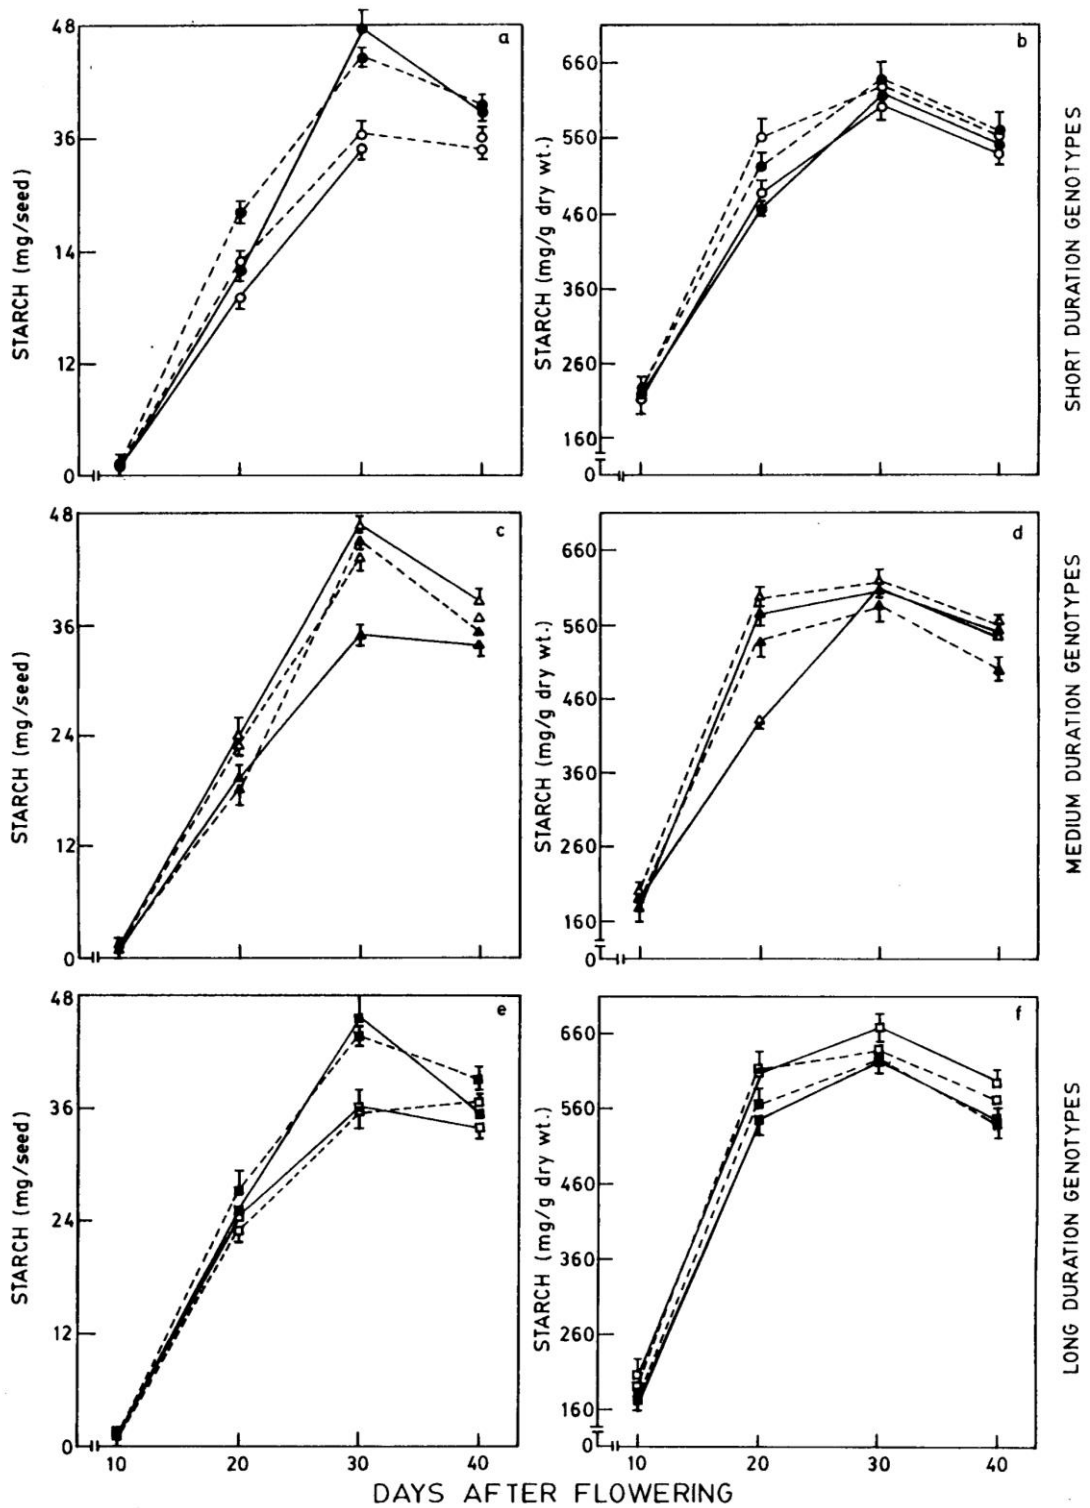 a
48
36
14
12
0
STARCH (mg/seed)
b
660
560
460
360
260
160
0
STARCH (mg/g dry wt.)
SHORT DURATION GENOTYPES
c
48
36
24
12
0
STARCH (mg/seed)
d
660
560
460
360
260
160
0
STARCH (mg/g dry wt.)
MEDIUM DURATION GENOTYPES
e
48
36
24
12
0
STARCH (mg/seed)
10 20 30 40
f
660
560
460
360
260
160
0
STARCH (mg/g dry wt.)
10 20 30 40
LONG DURATION GENOTYPES
DAYS AFTER FLOWERING